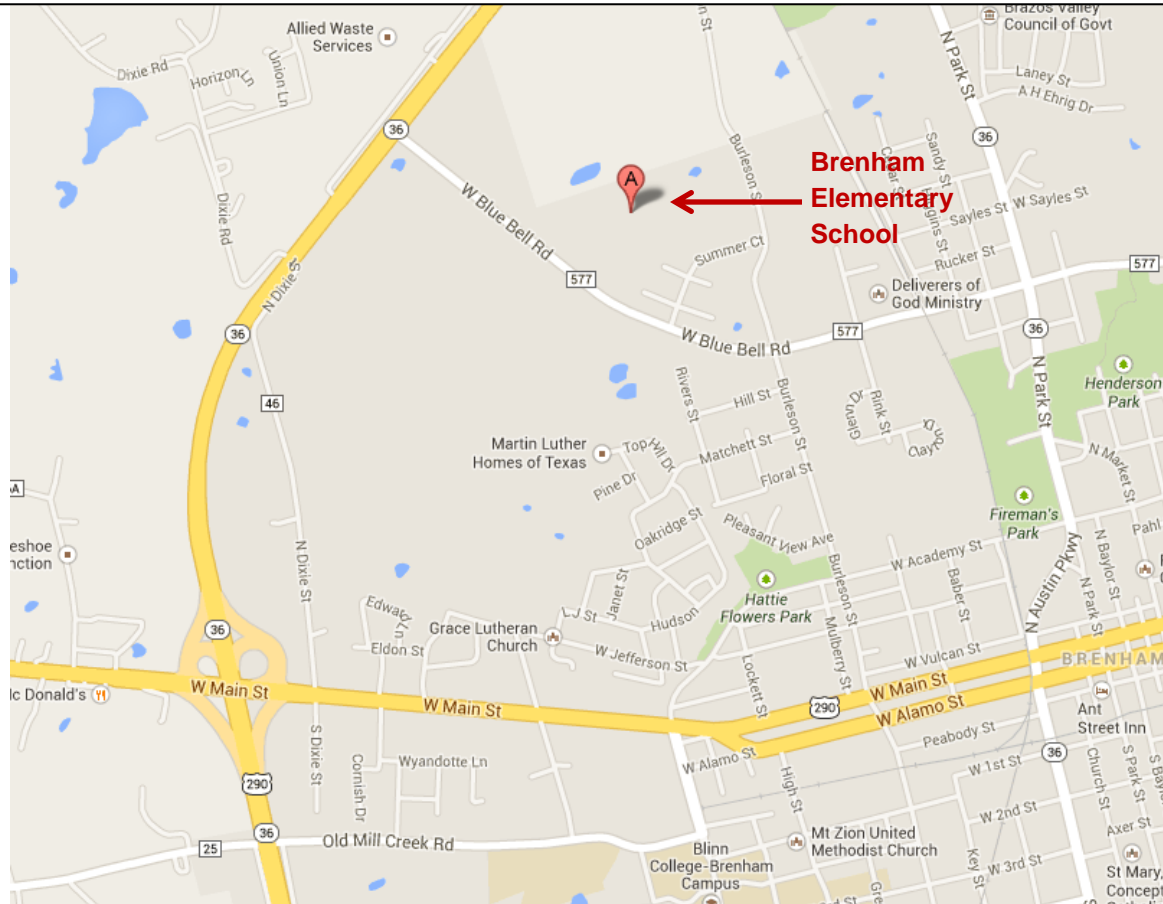 Brazos Valley
Council of Govt
Allied Waste
Services
Union Ln
Dixie Rd
Horizon Ln
Burleson St
N Park St
Laney St
A H Ehrig Dr
36
36
Burleson St
Brenham
Elementary
School
A
Cedar St
Sandy St
Higgins St
Sayles St
W Sayles St
Dixie Rd
W Blue Bell Rd
Summer Ct
Rucker St
577
577
N Dixie St
Deliverers of
God Ministry
36
577
36
W Blue Bell Rd
N Park St
Henderson
Park
46
Rivers St
Hill St
Burleson St
Glenn Dr
Rink St
Clayton Dr
Martin Luther
Homes of Texas
Top Hill Dr
Matchett St
N Market St
Pine Dr
Floral St
Fireman's
Park
Oakridge St
Pleasant View Ave
Pahl
N Dixie St
W Academy St
N Austin Pkwy
N Baylor St
Janet St
Hattie
Flowers Park
Burleson St
Baber St
N Park St
Edward Ln
L J St
Hudson
36
Grace Lutheran
Church
Eldon St
W Jefferson St
Mulberry St
W Vulcan St
BRENHAM
Lockett St
Mc Donald's
W Main St
W Main St
W Main St
290
W Alamo St
Ant
Street Inn
S Dixie St
Peabody St
Wyandotte Ln
W Alamo St
36
Cornish Dr
High St
W 1st St
Church St
S Park St
290
W 2nd St
36
Old Mill Creek Rd
25
Mt Zion United
Methodist Church
Axer St
Blinn
College-Brenham
Campus
Key St
W 3rd St
St Mary,